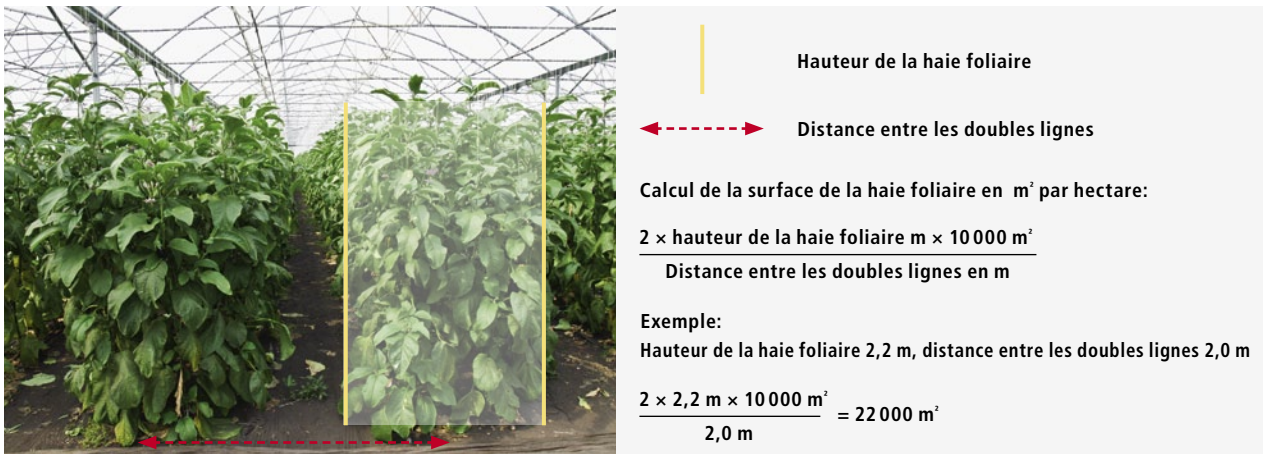 Hauteur de la haie foliaire
Distance entre les doubles lignes
Calcul de la surface de la haie foliaire en m² par hectare:
2 × hauteur de la haie foliaire m × 10 000 m²
Distance entre les doubles lignes en m
Exemple:
Hauteur de la haie foliaire 2,2 m, distance entre les doubles lignes 2,0 m
2 × 2,2 m × 10 000 m² = 22 000 m²
2,0 m